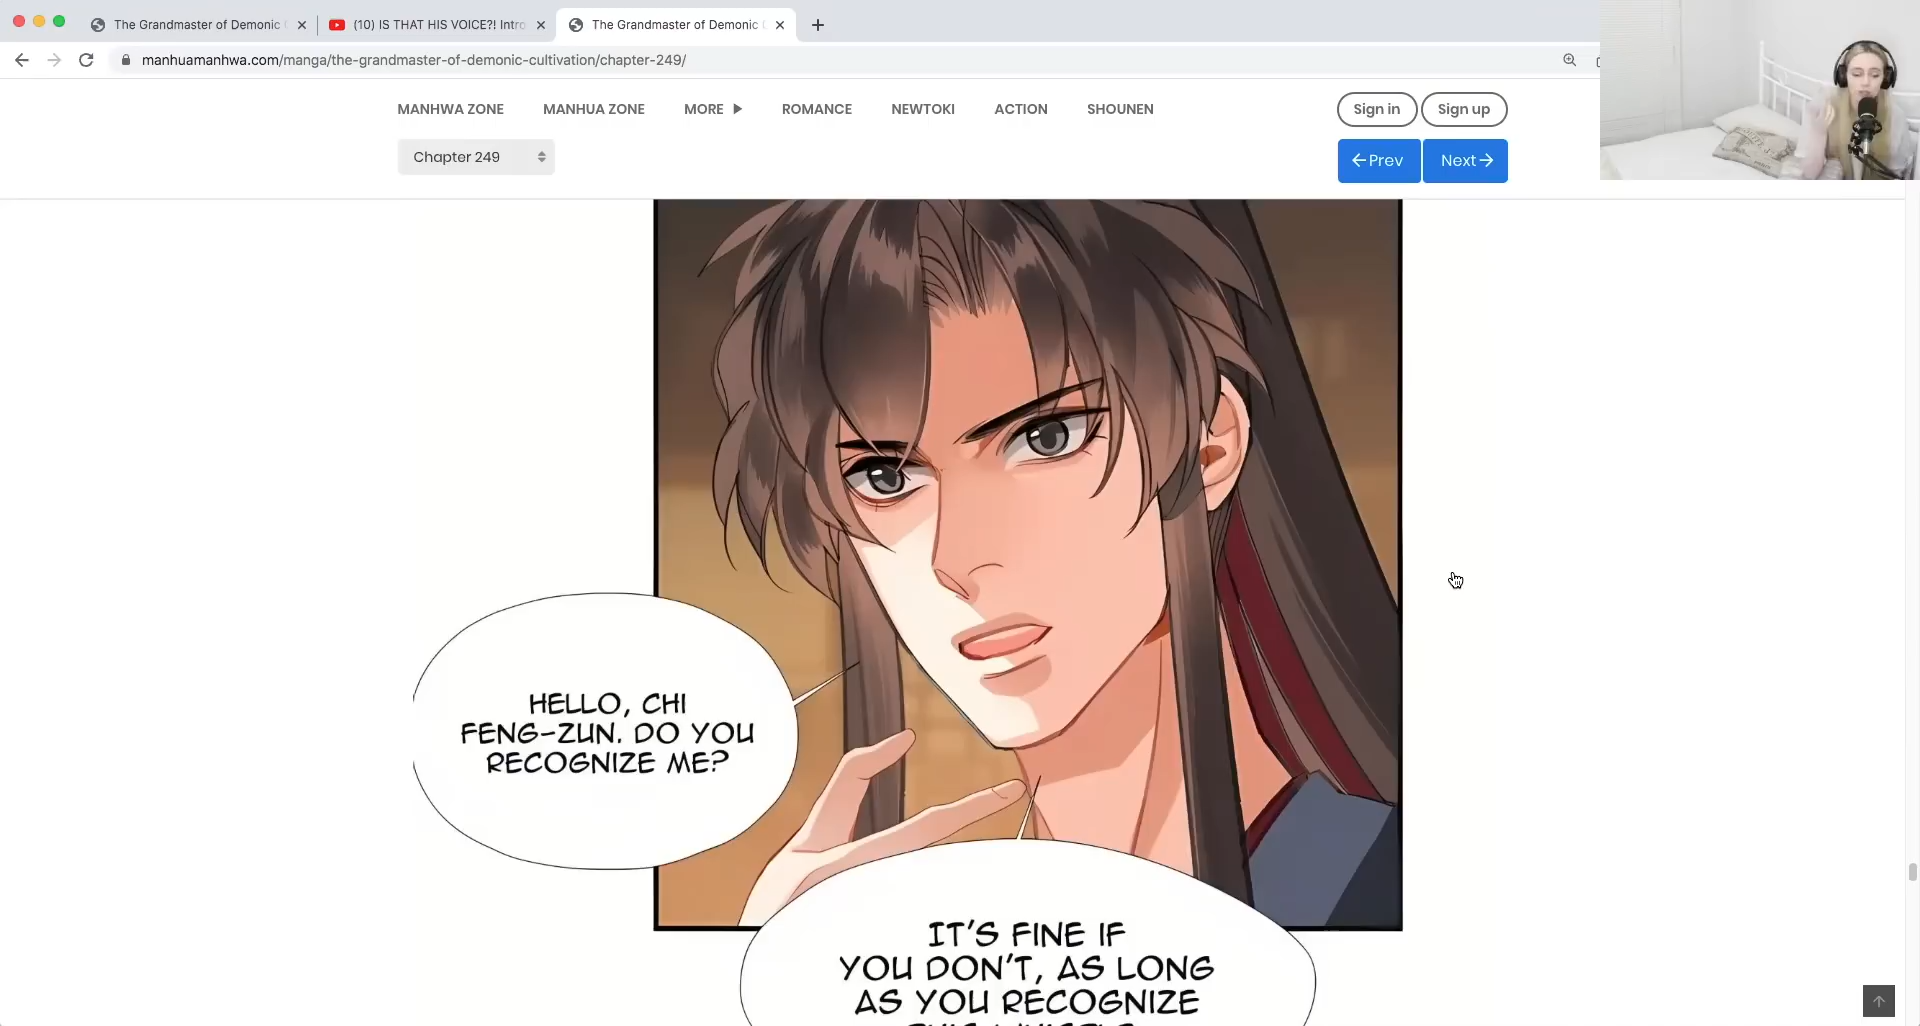 The Grandmaster of Demonic
(10) IS THAT HIS VOICE?! Intro
The Grandmaster of Demonic
manhuamanhwa.com/manga/the-grandmaster-of-demonic-cultivation/chapter-249/
MANHWA ZONE MANHUA ZONE MORE ROMANCE NEWTOKI ACTION SHOUNEN Sign in Sign up
Chapter 249 Prev Next
HELLO, CHI
FENG-ZUN. DO YOU
RECOGNIZE ME?
IT'S FINE IF
YOU DON'T, AS LONG
AS YOU RECOGNIZE